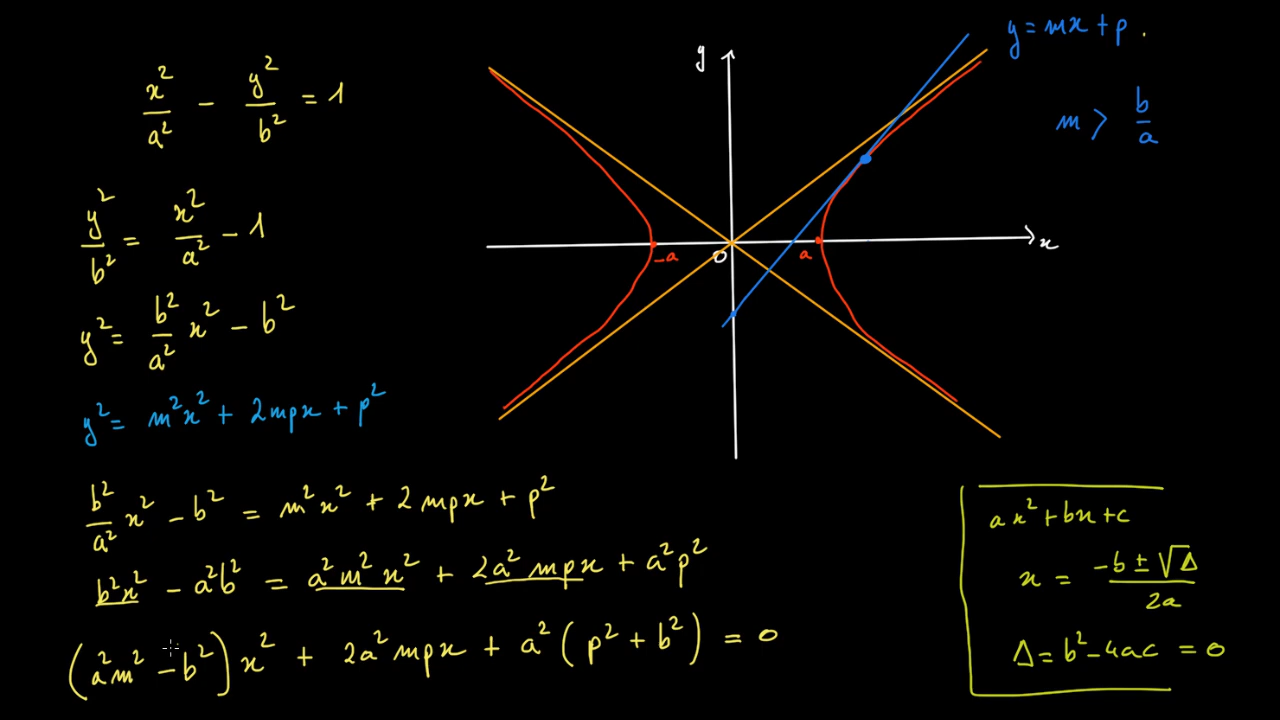 x²/a² − y²/b² = 1
y²/b² = x²/a² − 1
y² = b²/a² x² − b²
y² = m²x² + 2mpx + p²
b²/a² x² − b² = m²x² + 2mpx + p²
b²x² − a²b² = a²m²x² + 2a²mpx + a²p²
(a²m² − b²)x² + 2a²mpx + a²(p² + b²) = 0
y
−a
0
a
x
y = mx + p.
m > b/a
ax² + bx + c
x = (−b ± √Δ)/2a
Δ = b² − 4ac = 0